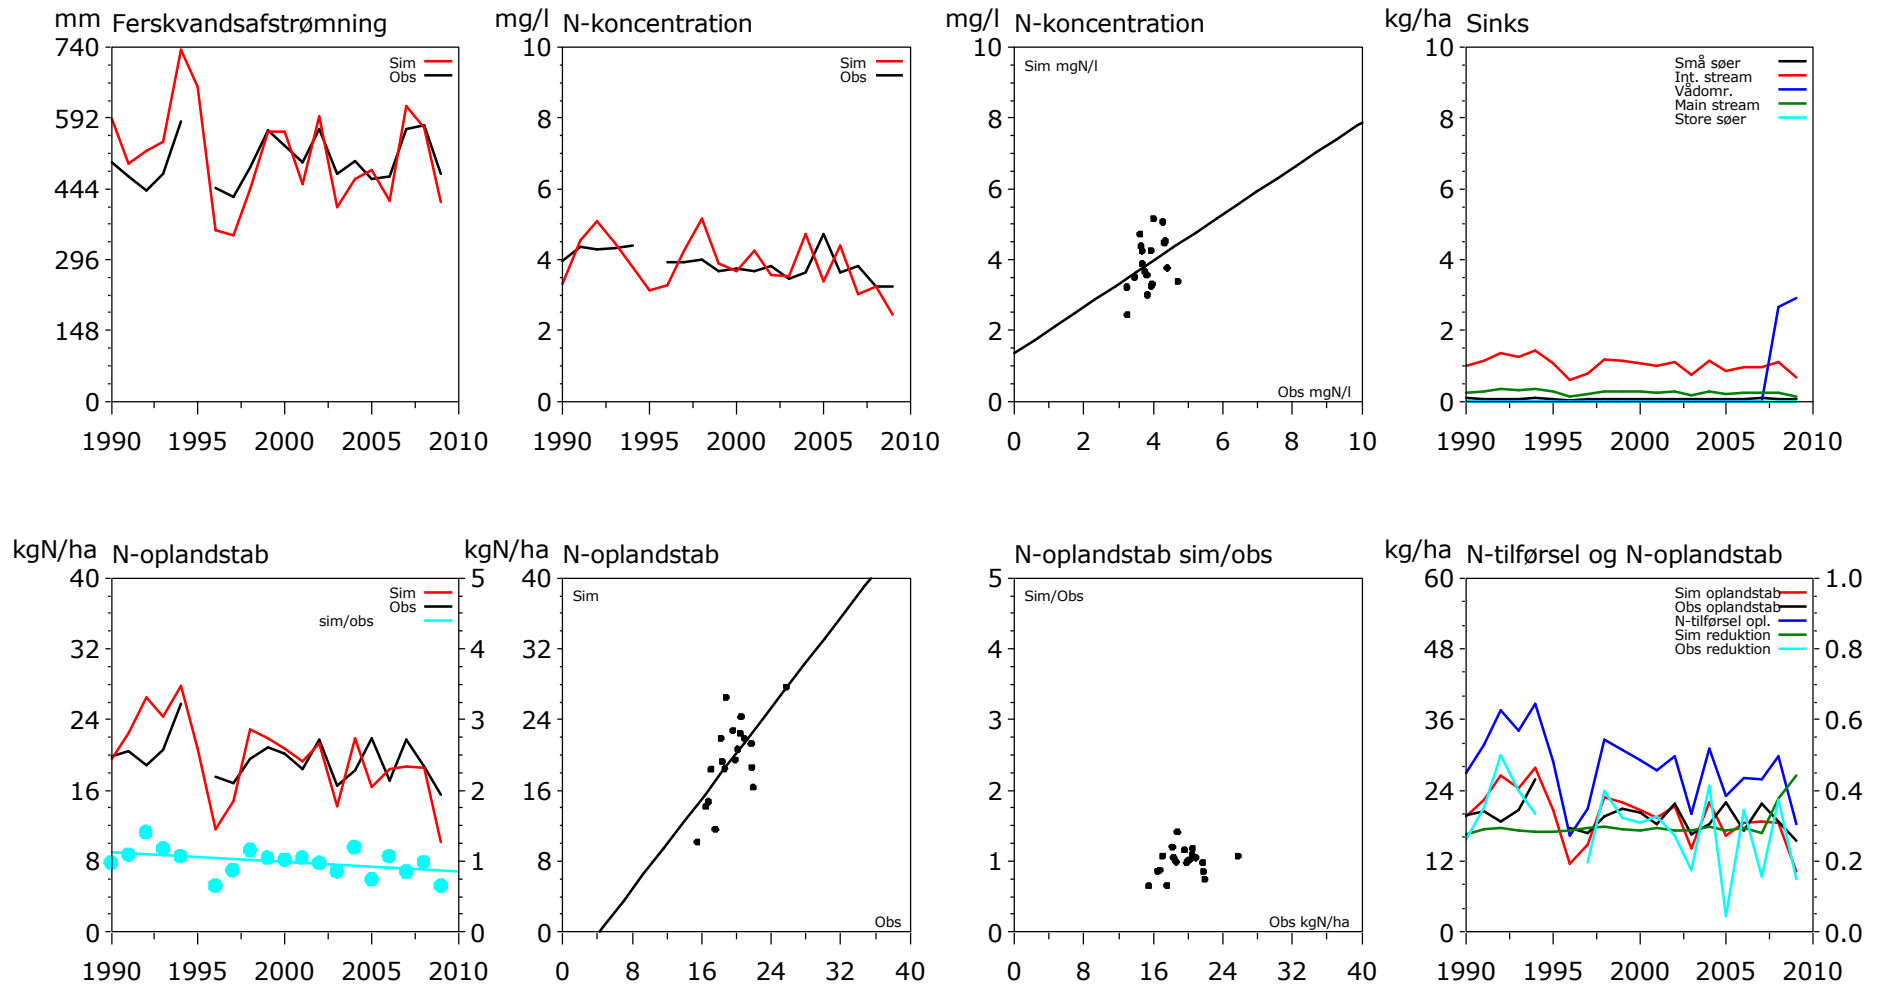 mm Ferskvandsafstrømning
740
592
444
296
148
0
Sim
Obs
1990 1995 2000 2005 2010
mg/l N-koncentration
10
8
6
4
2
0
Sim
Obs
1990 1995 2000 2005 2010
mg/l N-koncentration
10
8
6
4
2
0
Sim mgN/l
Obs mgN/l
0 2 4 6 8 10
kg/ha Sinks
10
8
6
4
2
0
Små søer
Int. stream
Vådomr.
Main stream
Store søer
1990 1995 2000 2005 2010
kgN/ha N-oplandstab
40
32
24
16
8
0
Sim
Obs
sim/obs
5
4
3
2
1
0
1990 1995 2000 2005 2010
kgN/ha N-oplandstab
40
32
24
16
8
0
Sim
Obs
0 8 16 24 32 40
N-oplandstab sim/obs
5
4
3
2
1
0
Sim/Obs
Obs kgN/ha
0 8 16 24 32 40
kg/ha N-tilførsel og N-oplandstab
60
48
36
24
12
0
Sim oplandstab
Obs oplandstab
N-tilførsel opl.
Sim reduktion
Obs reduktion
1.0
0.8
0.6
0.4
0.2
0.0
1990 1995 2000 2005 2010